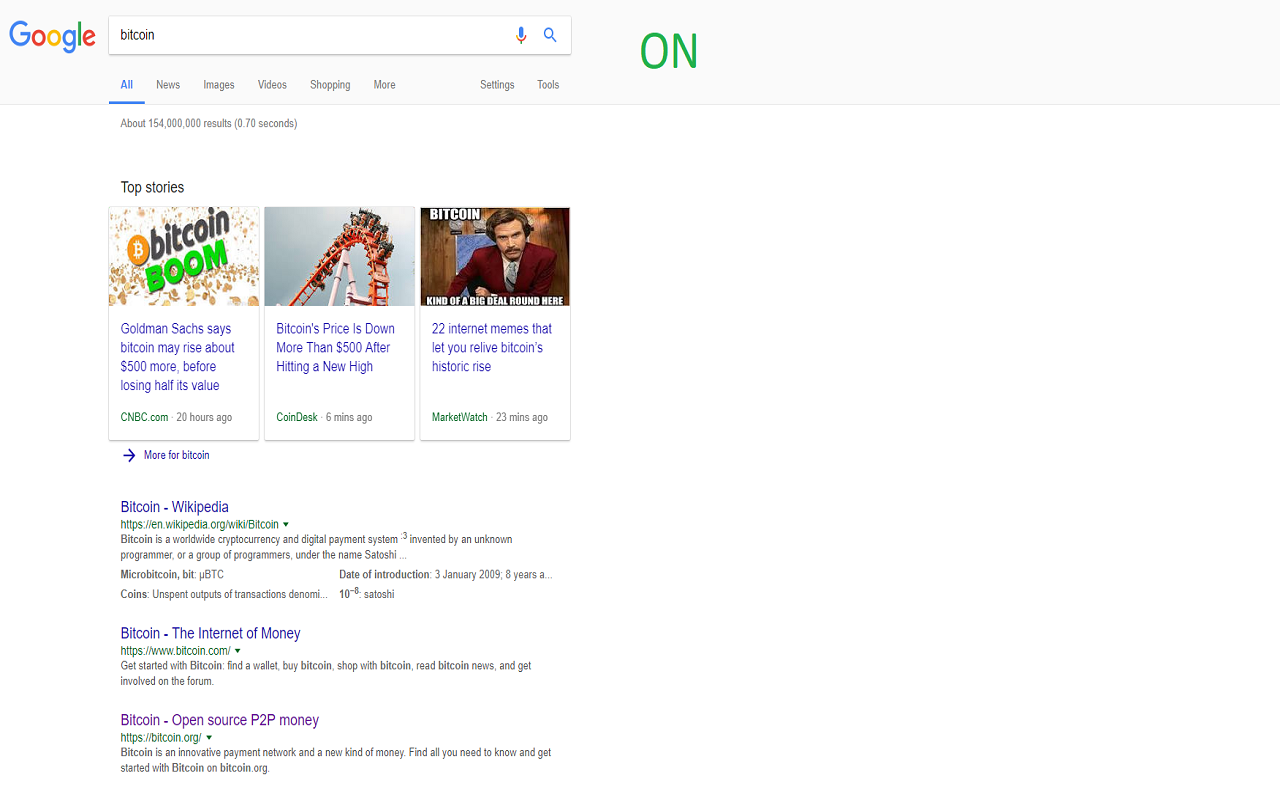 Google
bitcoin
ON
All News Images Videos Shopping More Settings Tools
About 154,000,000 results (0.70 seconds)
Top stories
bitcoin
BOOM
BITCOIN
KIND OF A BIG DEAL ROUND HERE
Goldman Sachs says
bitcoin may rise about
$500 more, before
losing half its value
CNBC.com · 20 hours ago
Bitcoin's Price Is Down
More Than $500 After
Hitting a New High
CoinDesk · 6 mins ago
22 internet memes that
let you relive bitcoin's
historic rise
MarketWatch · 23 mins ago
More for bitcoin
Bitcoin - Wikipedia
https://en.wikipedia.org/wiki/Bitcoin
Bitcoin is a worldwide cryptocurrency and digital payment system :3 invented by an unknown
programmer, or a group of programmers, under the name Satoshi ...
Microbitcoin, bit: μBTC Date of introduction: 3 January 2009; 8 years a...
Coins: Unspent outputs of transactions denomi... 10−8: satoshi
Bitcoin - The Internet of Money
https://www.bitcoin.com/
Get started with Bitcoin: find a wallet, buy bitcoin, shop with bitcoin, read bitcoin news, and get
involved on the forum.
Bitcoin - Open source P2P money
https://bitcoin.org/
Bitcoin is an innovative payment network and a new kind of money. Find all you need to know and get
started with Bitcoin on bitcoin.org.